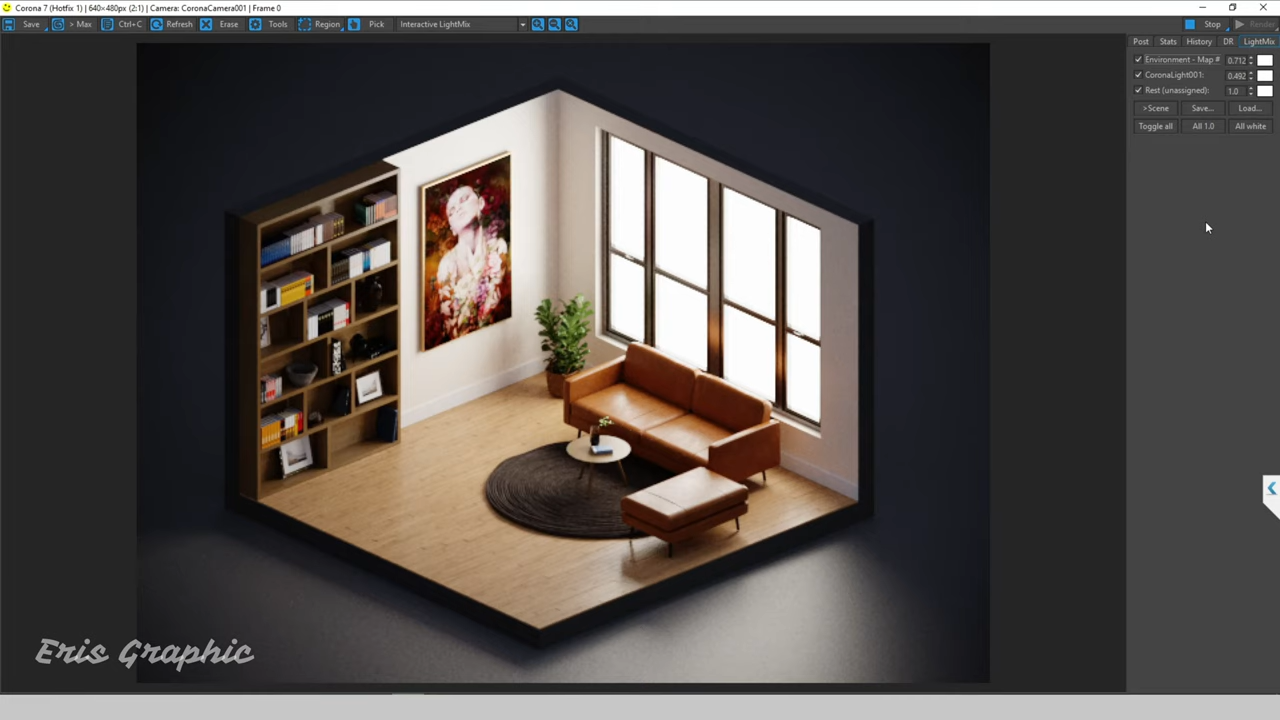 Corona 7 (Hotfix 1) | 640×480px (2:1) | Camera: CoronaCamera001 | Frame 0
Save > Max Ctrl+C Refresh Erase Tools Region Pick Interactive LightMix Stop Render
Post Stats History DR LightMix
Environment - Map # 0.712
CoronaLight001: 0.492
Rest (unassigned): 1.0
>Scene Save... Load...
Toggle all All 1.0 All white
Eris Graphic